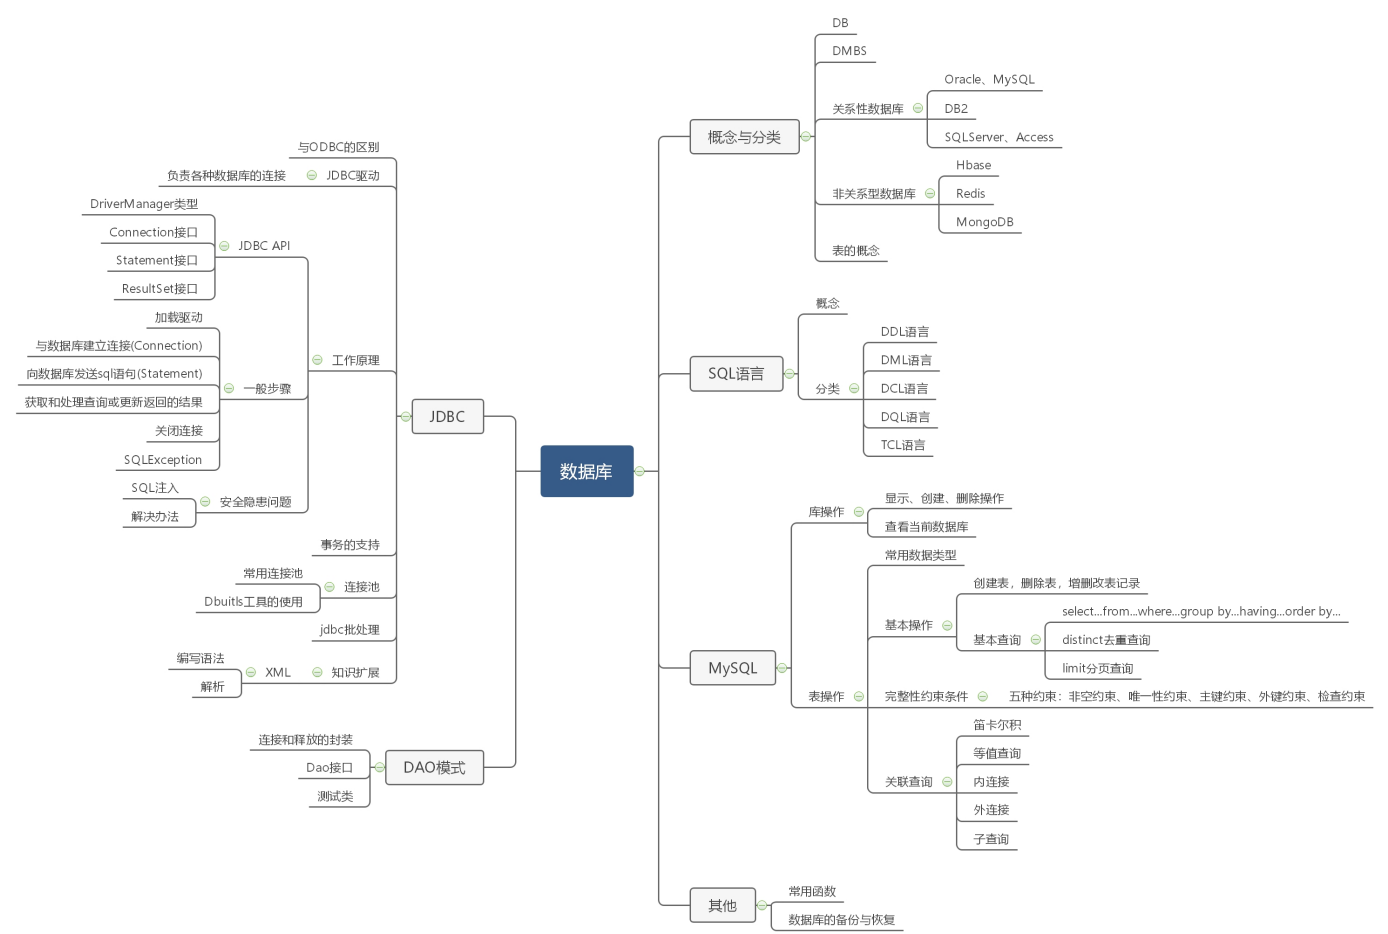 数据库
概念与分类
DB
DMBS
关系性数据库
Oracle、MySQL
DB2
SQLServer、Access
非关系型数据库
Hbase
Redis
MongoDB
表的概念
SQL语言
概念
分类
DDL语言
DML语言
DCL语言
DQL语言
TCL语言
MySQL
库操作
显示、创建、删除操作
查看当前数据库
表操作
常用数据类型
基本操作
创建表，删除表，增删改表记录
基本查询
select...from...where...group by...having...order by...
distinct去重查询
limit分页查询
完整性约束条件
五种约束：非空约束、唯一性约束、主键约束、外键约束、检查约束
关联查询
笛卡尔积
等值查询
内连接
外连接
子查询
其他
常用函数
数据库的备份与恢复
JDBC
与ODBC的区别
JDBC驱动
负责各种数据库的连接
工作原理
JDBC API
DriverManager类型
Connection接口
Statement接口
ResultSet接口
一般步骤
加载驱动
与数据库建立连接(Connection)
向数据库发送sql语句(Statement)
获取和处理查询或更新返回的结果
关闭连接
SQLException
安全隐患问题
SQL注入
解决办法
事务的支持
连接池
常用连接池
Dbuitls工具的使用
jdbc批处理
知识扩展
XML
编写语法
解析
DAO模式
连接和释放的封装
Dao接口
测试类